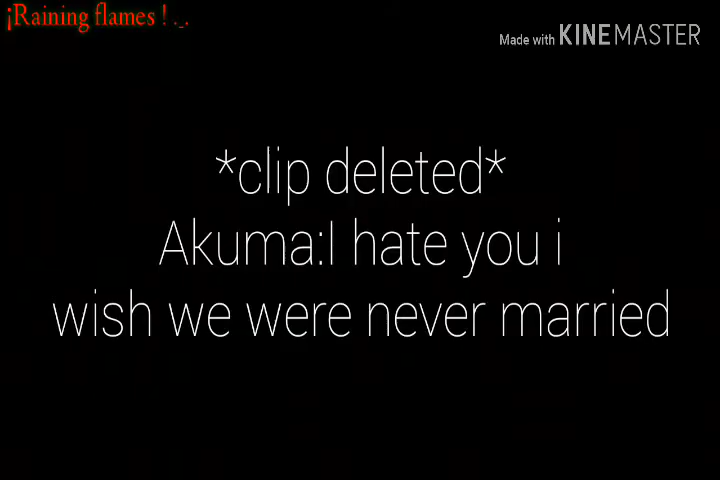 ¡Raining flames ! ._.
Made with KINEMASTER
*clip deleted*
Akuma:I hate you i
wish we were never married